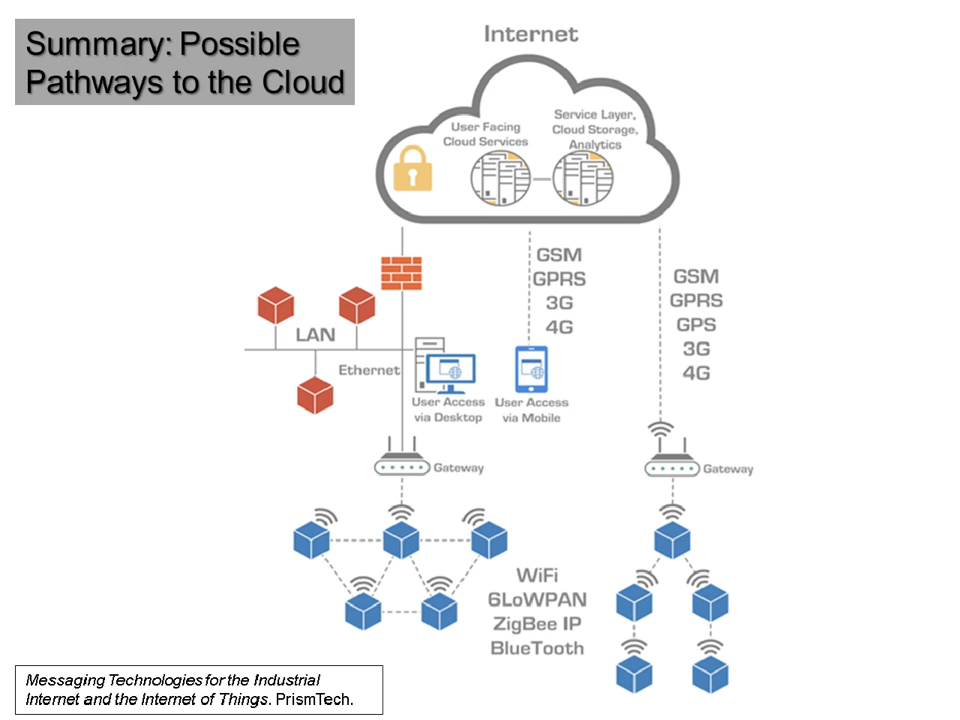 Summary: Possible
Pathways to the Cloud
Internet
User Facing
Cloud Services
Service Layer,
Cloud Storage,
Analytics
GSM
GPRS
3G
4G
GSM
GPRS
GPS
3G
4G
LAN
Ethernet
User Access
via Desktop
User Access
via Mobile
Gateway
Gateway
WiFi
6LoWPAN
ZigBee IP
BlueTooth
Messaging Technologies for the Industrial
Internet and the Internet of Things. PrismTech.